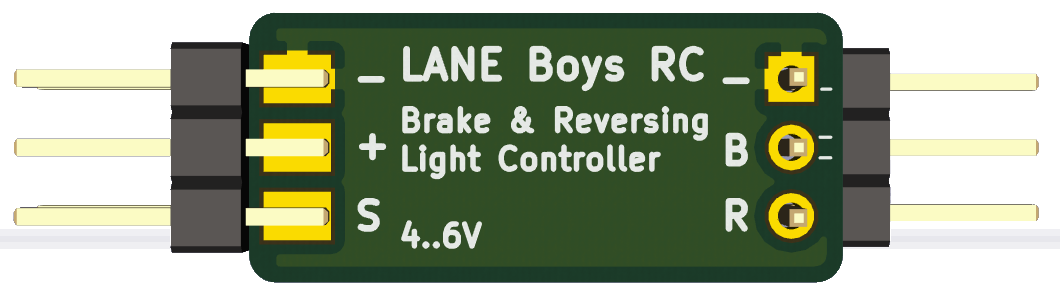 − LANE Boys RC −
Brake & Reversing
+ Light Controller B
S 4..6V R